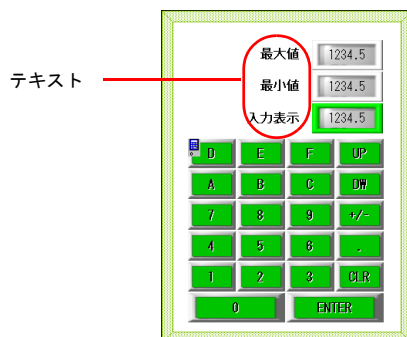 最大値 1234.5
テキスト
最小値 1234.5
入力表示 1234.5
D E F UP
A B C DW
7 8 9 +/-
4 5 6 .
1 2 3 CLR
0 ENTER